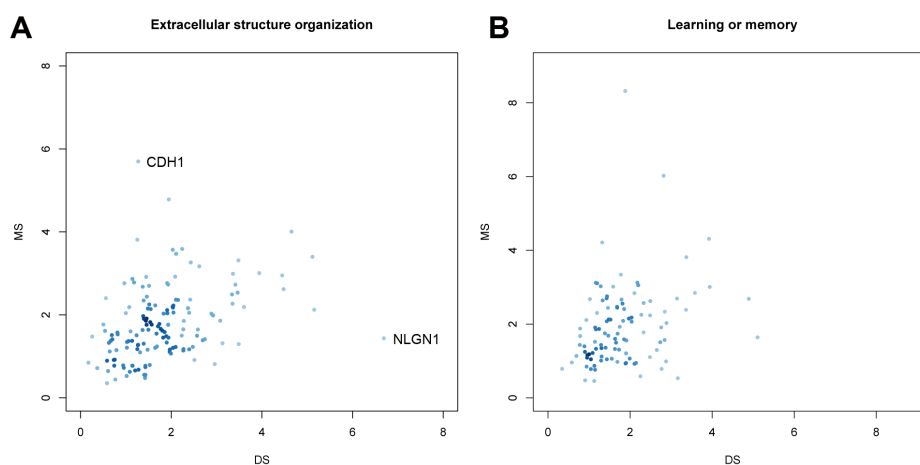 A
Extracellular structure organization
8
6
4
2
0
MS
CDH1
NLGN1
0 2 4 6 8
DS
B
Learning or memory
8
6
4
2
0
MS
0 2 4 6 8
DS